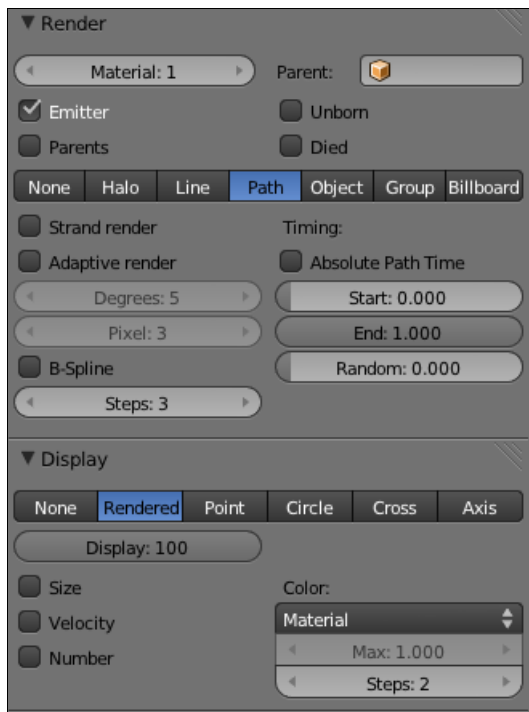 Render
Material: 1 Parent:
Emitter Unborn
Parents Died
None Halo Line Path Object Group Billboard
Strand render Timing:
Adaptive render Absolute Path Time
Degrees: 5 Start: 0.000
Pixel: 3 End: 1.000
B-Spline Random: 0.000
Steps: 3
Display
None Rendered Point Circle Cross Axis
Display: 100
Size Color:
Velocity Material
Number Max: 1.000
Steps: 2